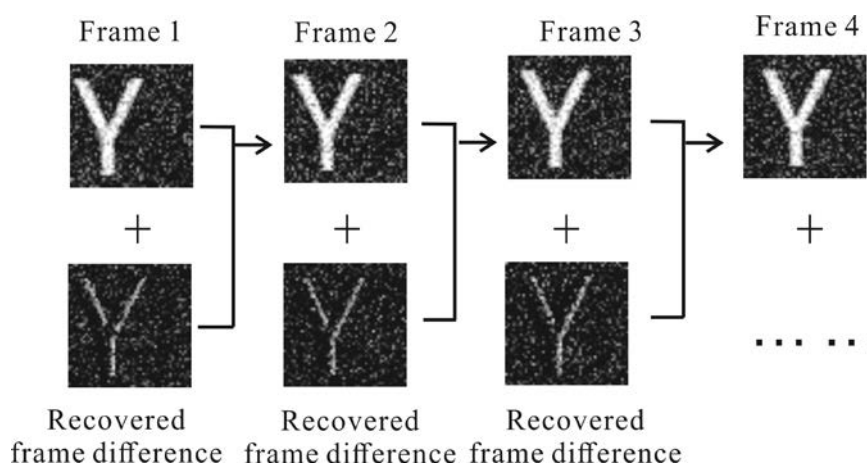 Frame 1
Frame 2
Frame 3
Frame 4
Y
Y
Y
Y
+
+
+
+
Y
Y
Y
... ..
Recovered
frame difference
Recovered
frame difference
Recovered
frame difference